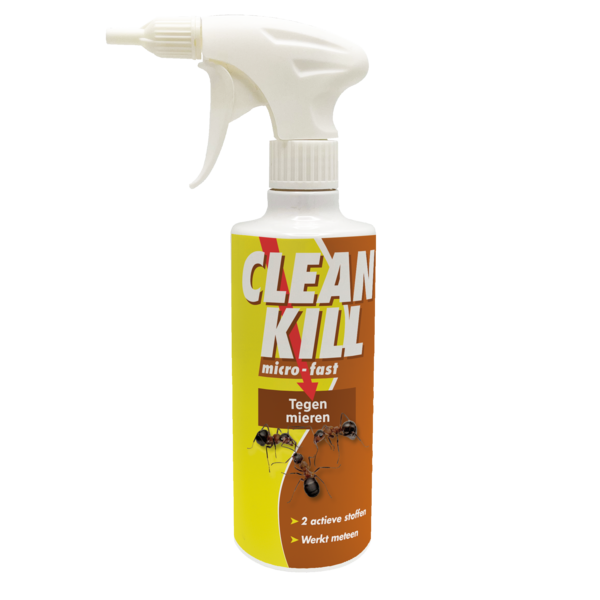 CLEAN
KILL
micro-fast
Tegen
mieren
➤ 2 actieve stoffen
➤ Werkt meteen